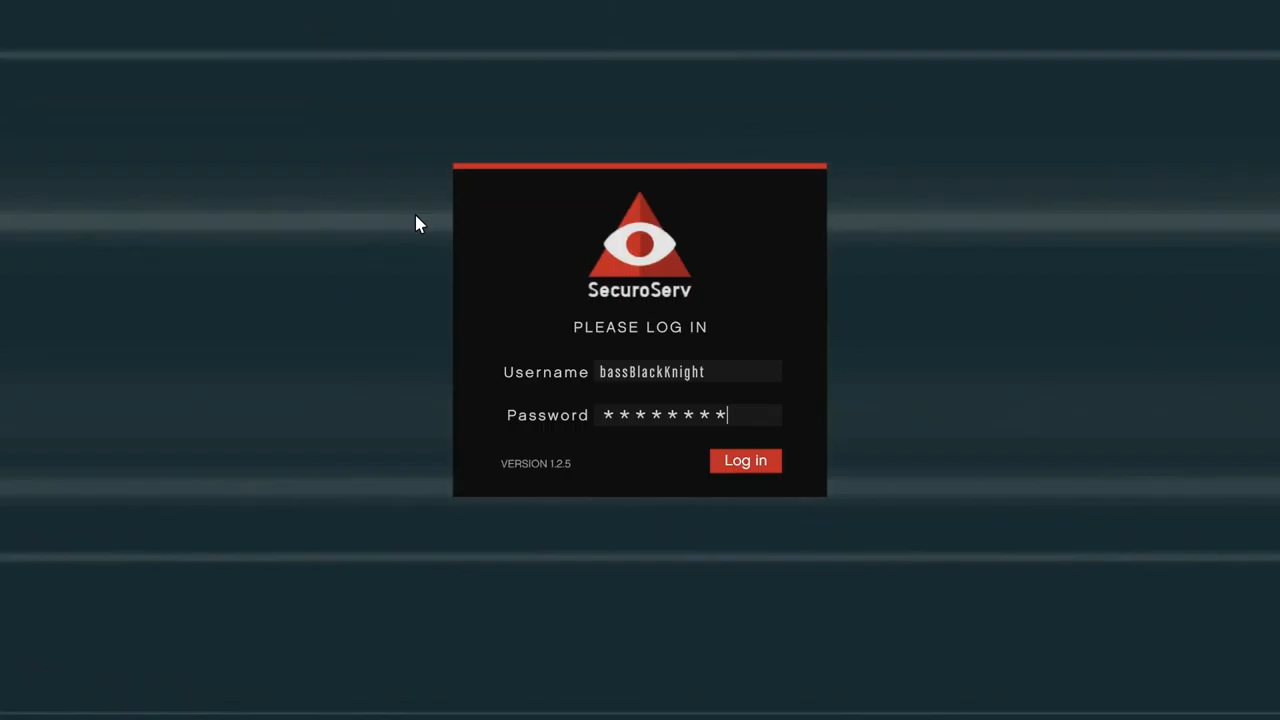 SecuroServ
PLEASE LOG IN
Username bassBlackKnight
Password ********
VERSION 1.2.5 Log in